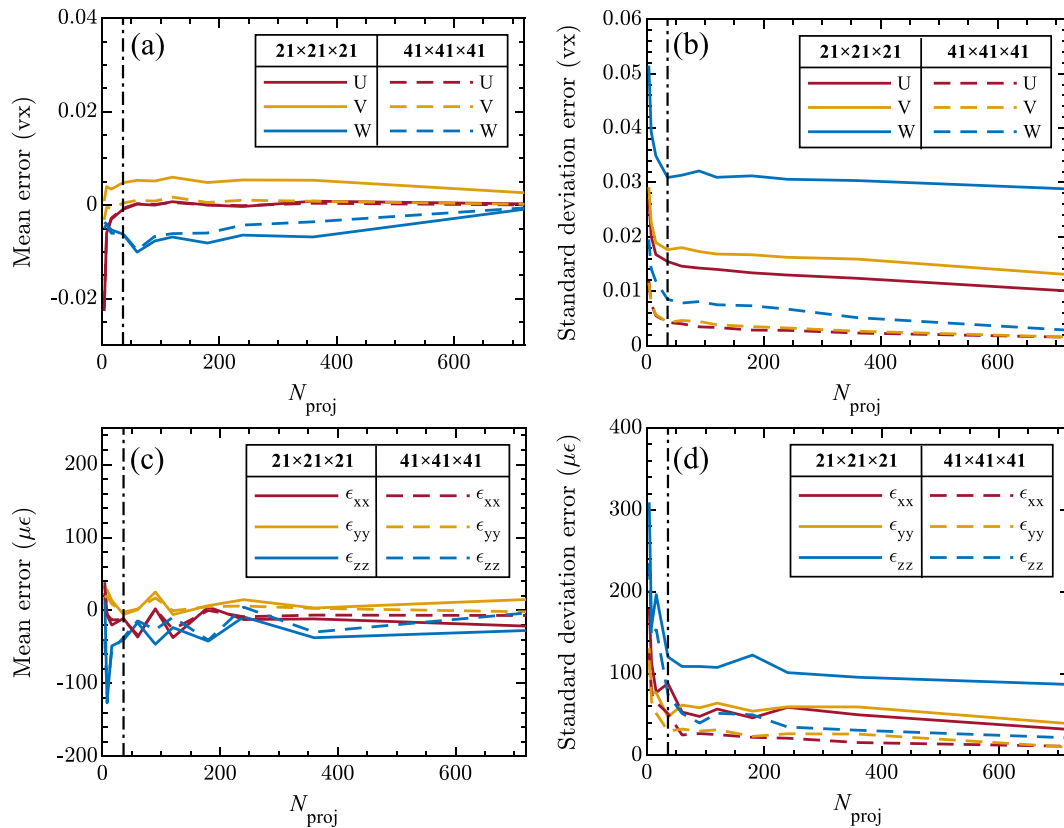 (a)
Mean error (vx)
0.04
0.02
0
-0.02
0
200
400
600
N_proj
21×21×21 41×41×41
U U
V V
W W
(b)
Standard deviation error (vx)
0.06
0.05
0.04
0.03
0.02
0.01
0
0
200
400
600
N_proj
21×21×21 41×41×41
U U
V V
W W
(c)
Mean error (με)
200
100
0
-100
-200
0
200
400
600
N_proj
21×21×21 41×41×41
ϵ_xx ϵ_xx
ϵ_yy ϵ_yy
ϵ_zz ϵ_zz
(d)
Standard deviation error (με)
400
300
200
100
0
0
200
400
600
N_proj
21×21×21 41×41×41
ϵ_xx ϵ_xx
ϵ_yy ϵ_yy
ϵ_zz ϵ_zz